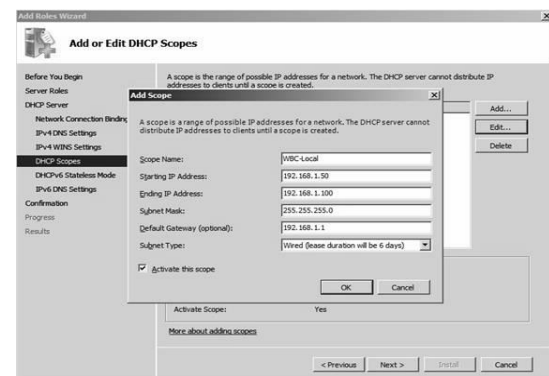 Add Roles Wizard
Add or Edit DHCP Scopes
Before You Begin
Server Roles
DHCP Server
Network Connection Binding
IPv4 DNS Settings
IPv4 WINS Settings
DHCP Scopes
DHCPv6 Stateless Mode
IPv6 DNS Settings
Confirmation
Progress
Results
A scope is the range of possible IP addresses for a network. The DHCP server cannot distribute IP
addresses to clients until a scope is created.
Add...
Edit...
Delete
Add Scope
A scope is a range of possible IP addresses for a network. The DHCP server cannot
distribute IP addresses to clients until a scope is created.
Scope Name: WBC-Local
Starting IP Address: 192.168.1.50
Ending IP Address: 192.168.1.100
Subnet Mask: 255.255.255.0
Default Gateway (optional): 192.168.1.1
Subnet Type: Wired (lease duration will be 6 days)
Activate this scope
OK Cancel
Activate Scope: Yes
More about adding scopes
< Previous Next > Install Cancel